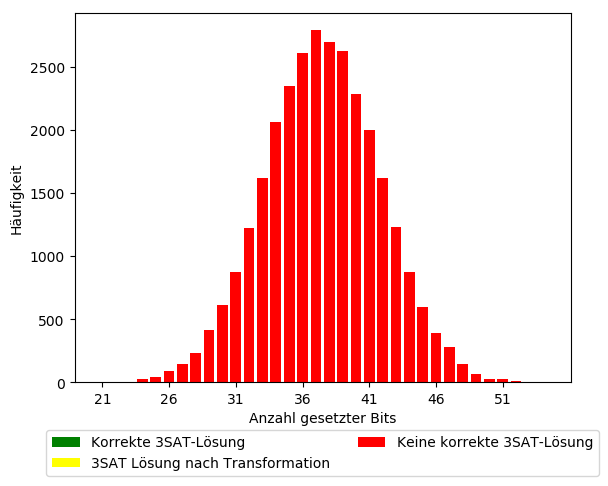 2500
2000
1500
1000
500
0
Häufigkeit
21 26 31 36 41 46 51
Anzahl gesetzter Bits
Korrekte 3SAT-Lösung
3SAT Lösung nach Transformation
Keine korrekte 3SAT-Lösung